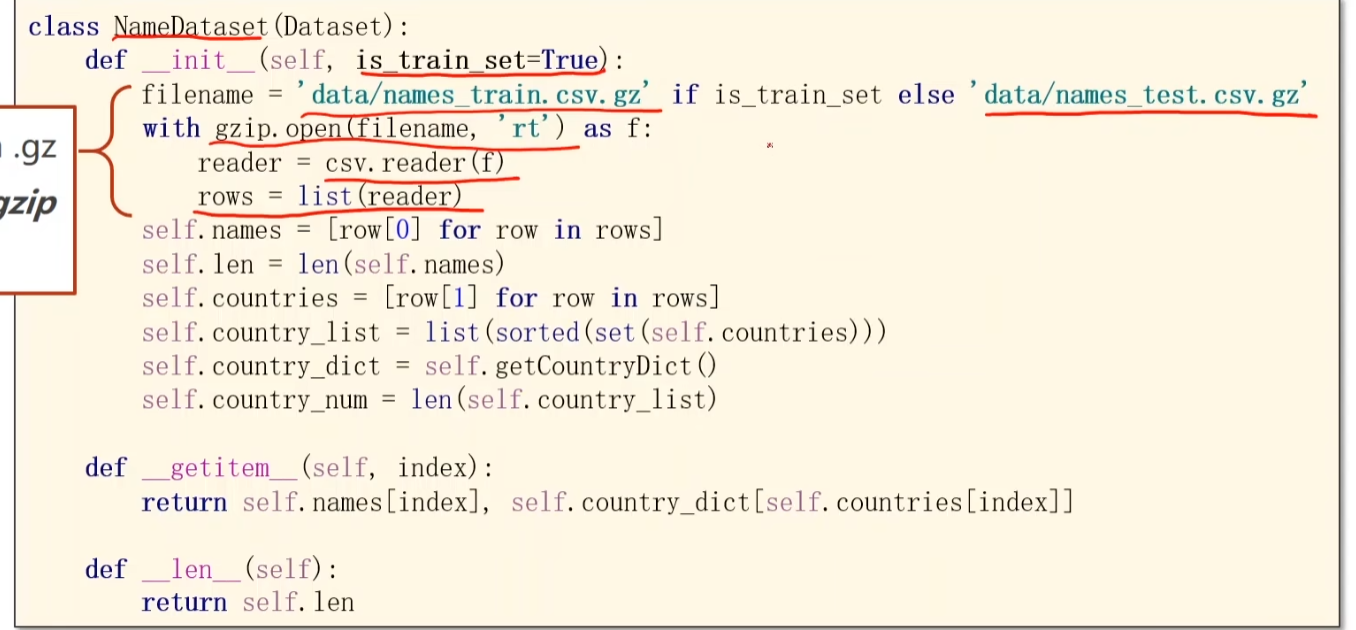 class NameDataset(Dataset):
    def __init__(self, is_train_set=True):
        filename = 'data/names_train.csv.gz' if is_train_set else 'data/names_test.csv.gz'
        with gzip.open(filename, 'rt') as f:
            reader = csv.reader(f)
            rows = list(reader)
        self.names = [row[0] for row in rows]
        self.len = len(self.names)
        self.countries = [row[1] for row in rows]
        self.country_list = list(sorted(set(self.countries)))
        self.country_dict = self.getCountryDict()
        self.country_num = len(self.country_list)

    def __getitem__(self, index):
        return self.names[index], self.country_dict[self.countries[index]]

    def __len__(self):
        return self.len
.gz
gzip